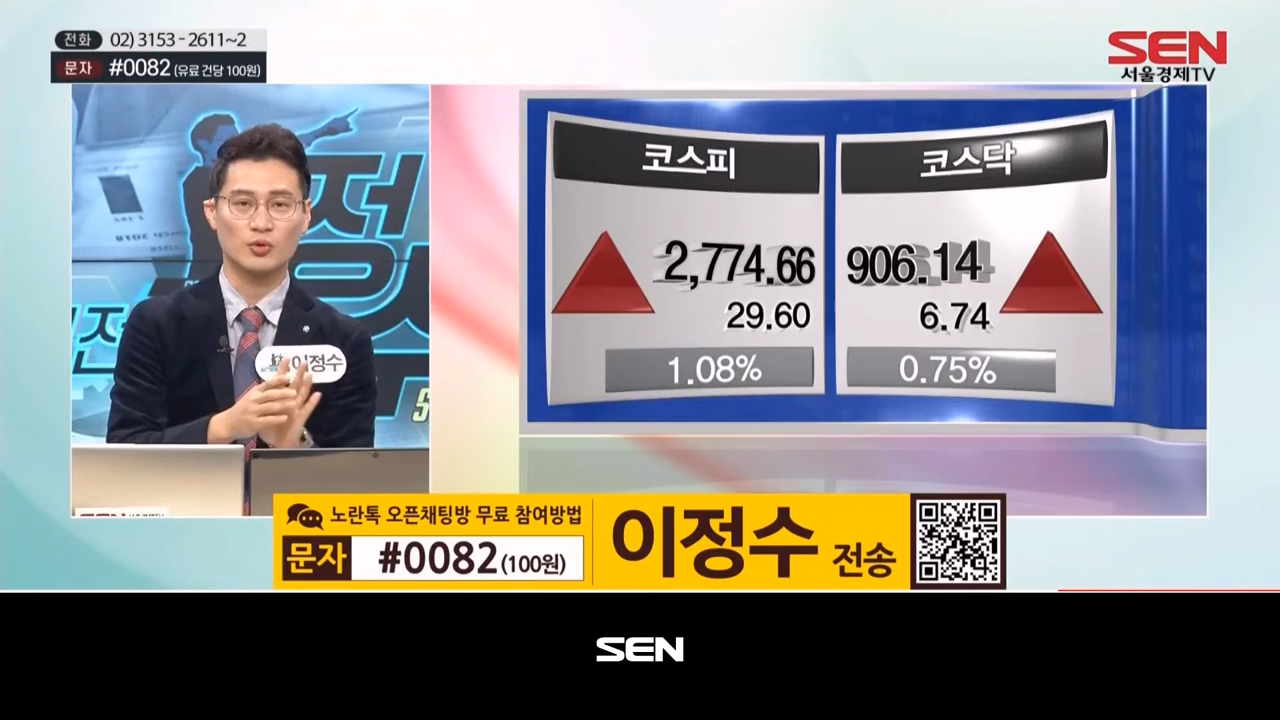 전화 02) 3153 - 2611~2
문자 #0082 (유료 건당 100원)
SEN
서울경제TV
정
이정수
코스피
2,774.66
29.60
1.08%
코스닥
906.14
6.74
0.75%
노란톡 오픈채팅방 무료 참여방법
문자 #0082(100원)
이정수 전송
SEN